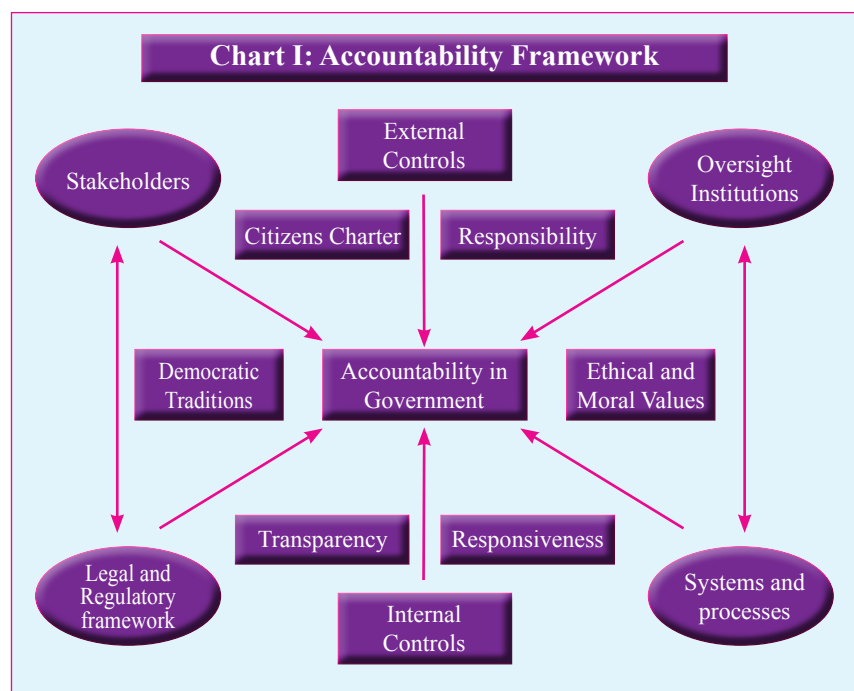 Chart I: Accountability Framework
External
Controls
Stakeholders
Oversight
Institutions
Citizens Charter
Responsibility
Democratic
Traditions
Accountability in
Government
Ethical and
Moral Values
Transparency
Responsiveness
Legal and
Regulatory
framework
Internal
Controls
Systems and
processes